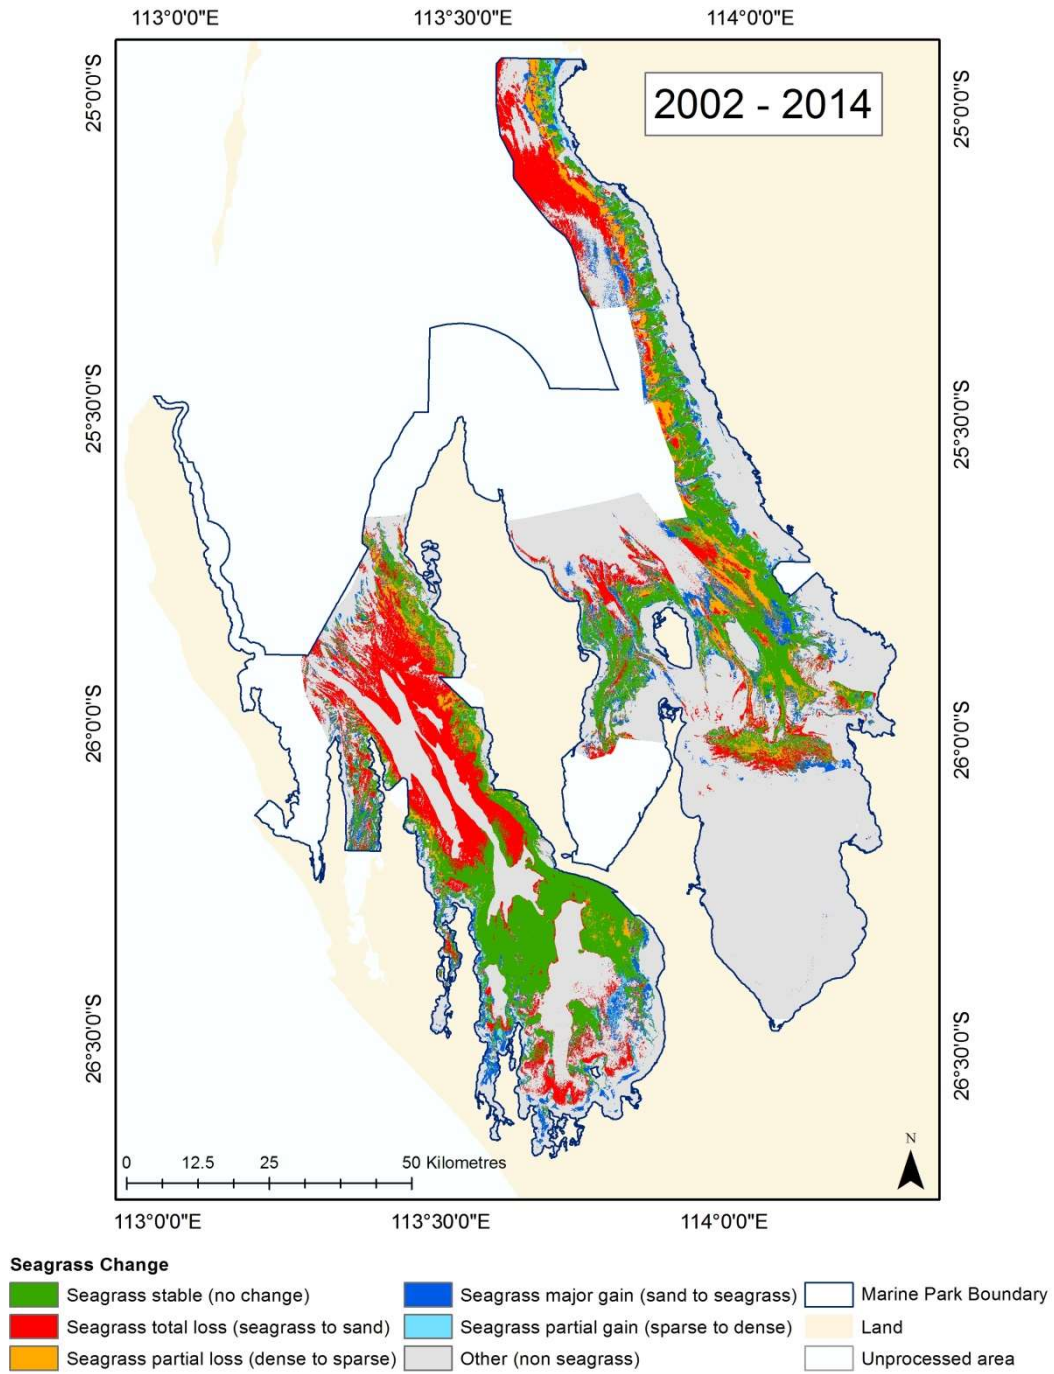 113°0'0"E 113°30'0"E 114°0'0"E
2002 - 2014
25°0'0"S 25°0'0"S
25°30'0"S 25°30'0"S
26°0'0"S 26°0'0"S
26°30'0"S 26°30'0"S
N
0 12.5 25 50 Kilometres
113°0'0"E 113°30'0"E 114°0'0"E
Seagrass Change
Seagrass stable (no change) Seagrass major gain (sand to seagrass) Marine Park Boundary
Seagrass total loss (seagrass to sand) Seagrass partial gain (sparse to dense) Land
Seagrass partial loss (dense to sparse) Other (non seagrass) Unprocessed area